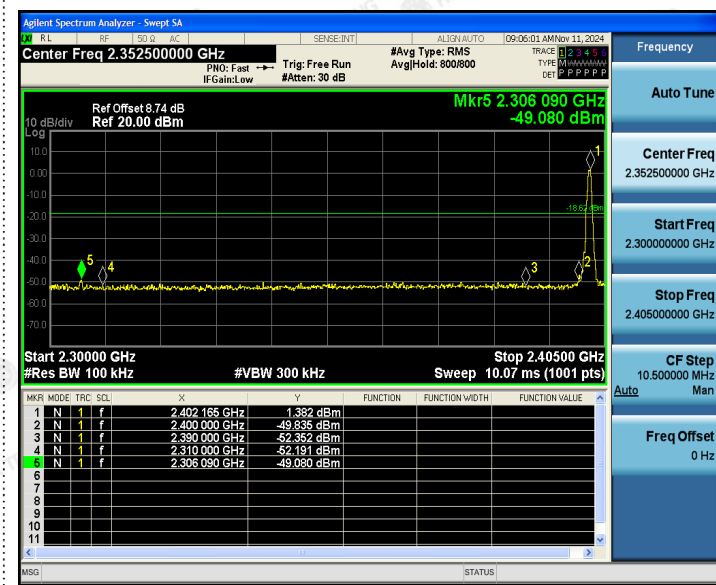 Agilent Spectrum Analyzer - Swept SA
LXI RL RF 50 Ω AC SENSE:INT ALIGN AUTO 09:06:01 AM Nov 11, 2024
Center Freq 2.352500000 GHz
PNO: Fast
IFGain:Low
Trig: Free Run
#Atten: 30 dB
#Avg Type: RMS
Avg|Hold: 800/800
TRACE 1 2 3 4 5 6
TYPE M
DET P P P P P P
Ref Offset 8.74 dB
10 dB/div Ref 20.00 dBm
Log
Mkr5 2.306 090 GHz
-49.080 dBm
10.0
0.00
-10.0
-20.0
-30.0
-40.0
-50.0
-60.0
-70.0
1
-18.62 dBm
5
4
3
2
Start 2.30000 GHz Stop 2.40500 GHz
#Res BW 100 kHz #VBW 300 kHz Sweep 10.07 ms (1001 pts)
MKR MODE TRC SCL X Y FUNCTION FUNCTION WIDTH FUNCTION VALUE
1 N 1 f 2.402 165 GHz 1.382 dBm
2 N 1 f 2.400 000 GHz -49.835 dBm
3 N 1 f 2.390 000 GHz -52.352 dBm
4 N 1 f 2.310 000 GHz -52.191 dBm
5 N 1 f 2.306 090 GHz -49.080 dBm
6
7
8
9
10
11
MSG STATUS
Frequency
Auto Tune
Center Freq
2.352500000 GHz
Start Freq
2.300000000 GHz
Stop Freq
2.405000000 GHz
CF Step
10.500000 MHz
Auto Man
Freq Offset
0 Hz